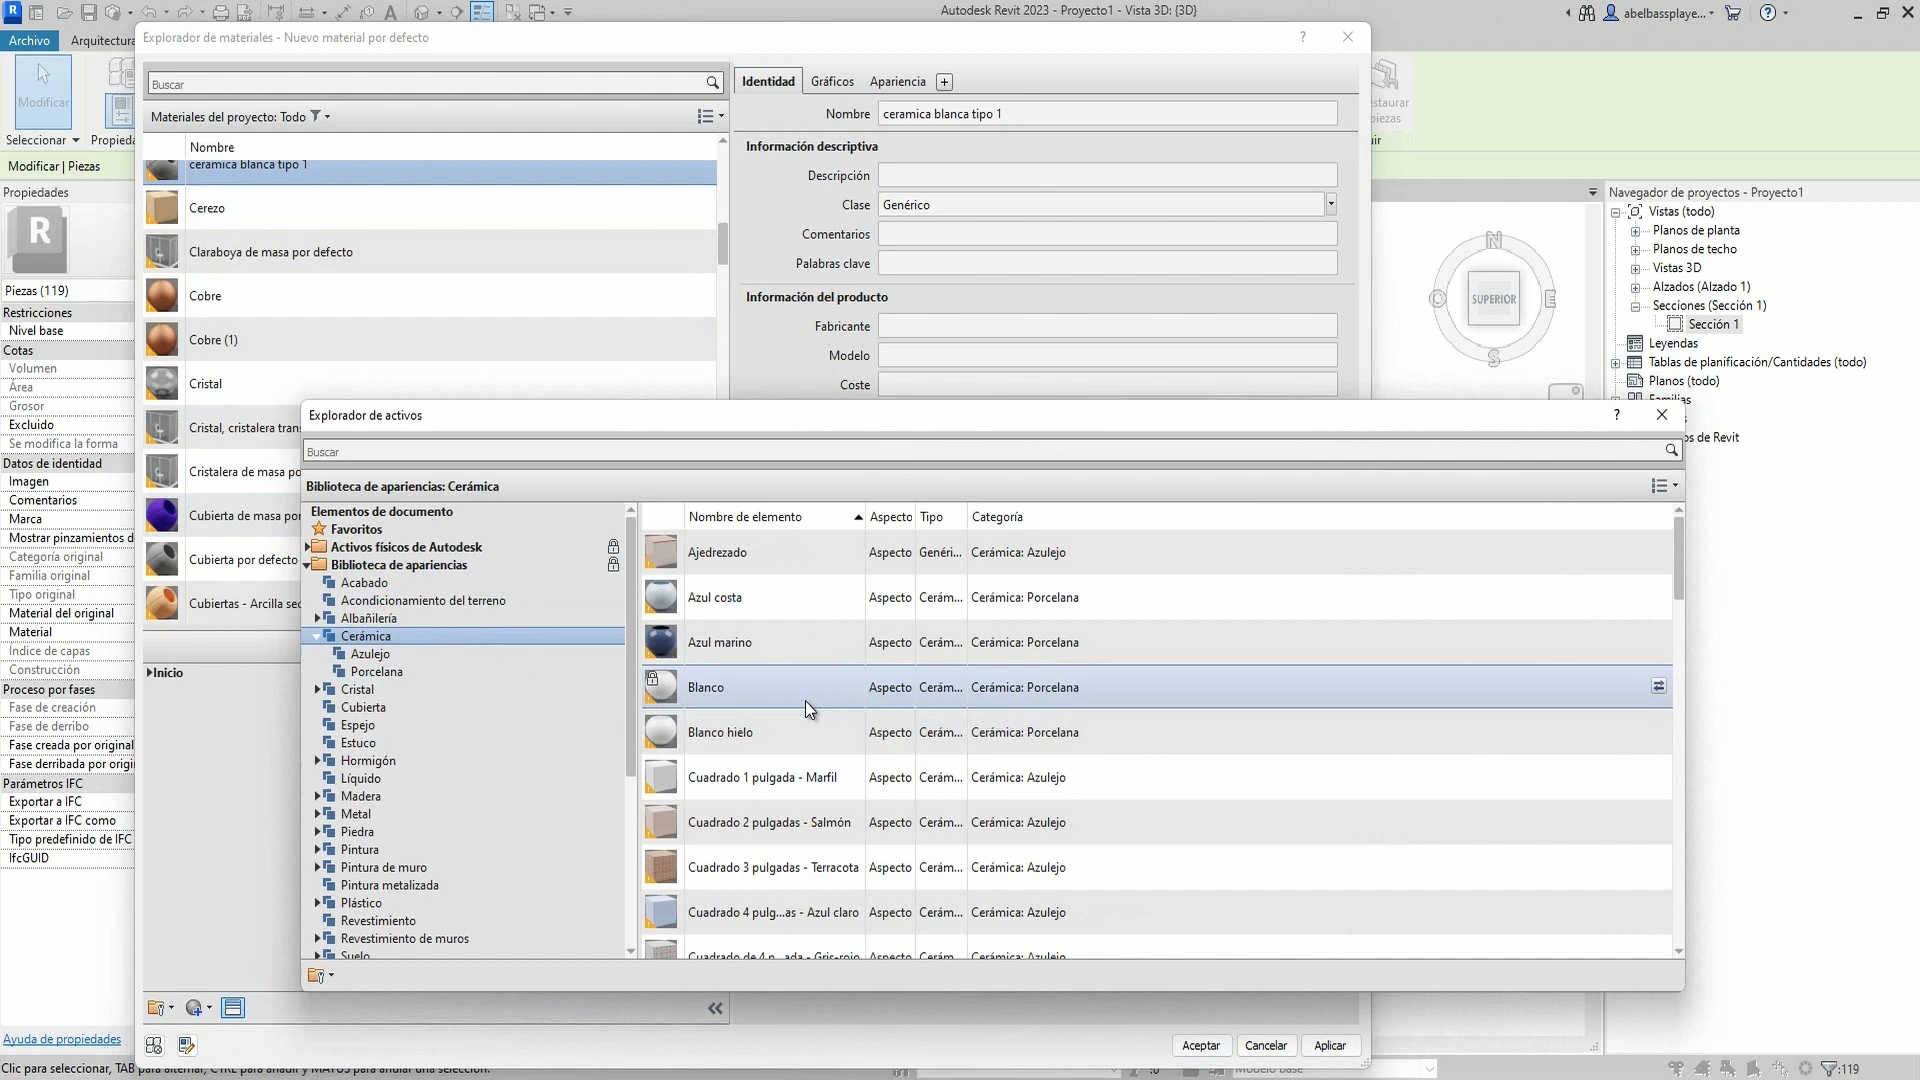 Autodesk Revit 2023 - Proyecto1 - Vista 3D: {3D}
abelbassplaye...
Archivo
Arquitectura
Modificar
Seleccionar
Modificar | Piezas
Propiedades
Piezas (119)
Restricciones
Nivel base
Cotas
Volumen
Área
Grosor
Excluido
Se modifica la forma
Datos de identidad
Imagen
Comentarios
Marca
Mostrar pinzamientos d
Categoría original
Familia original
Tipo original
Material del original
Material
Índice de capas
Construcción
Proceso por fases
Fase de creación
Fase de derribo
Fase creada por original
Fase derribada por origi
Parámetros IFC
Exportar a IFC
Exportar a IFC como
Tipo predefinido de IFC
IfcGUID
Ayuda de propiedades
Explorador de materiales - Nuevo material por defecto
Buscar
Materiales del proyecto: Todo
Nombre
ceramica blanca tipo 1
Cerezo
Claraboya de masa por defecto
Cobre
Cobre (1)
Cristal
Cristal, cristalera tran
Cristalera de masa po
Cubierta de masa po
Cubierta por defecto
Cubiertas - Arcilla sec
Inicio
Identidad
Gráficos
Apariencia
Nombre
ceramica blanca tipo 1
Información descriptiva
Descripción
Clase
Genérico
Comentarios
Palabras clave
Información del producto
Fabricante
Modelo
Coste
Aceptar
Cancelar
Aplicar
Explorador de activos
Buscar
Biblioteca de apariencias: Cerámica
Elementos de documento
Favoritos
Activos físicos de Autodesk
Biblioteca de apariencias
Acabado
Acondicionamiento del terreno
Albañilería
Cerámica
Azulejo
Porcelana
Cristal
Cubierta
Espejo
Estuco
Hormigón
Líquido
Madera
Metal
Piedra
Pintura
Pintura de muro
Pintura metalizada
Plástico
Revestimiento
Revestimiento de muros
Suelo
Nombre de elemento Aspecto Tipo Categoría
Ajedrezado Aspecto Genéri... Cerámica: Azulejo
Azul costa Aspecto Cerám... Cerámica: Porcelana
Azul marino Aspecto Cerám... Cerámica: Porcelana
Blanco Aspecto Cerám... Cerámica: Porcelana
Blanco hielo Aspecto Cerám... Cerámica: Porcelana
Cuadrado 1 pulgada - Marfil Aspecto Cerám... Cerámica: Azulejo
Cuadrado 2 pulgadas - Salmón Aspecto Cerám... Cerámica: Azulejo
Cuadrado 3 pulgadas - Terracota Aspecto Cerám... Cerámica: Azulejo
Cuadrado 4 pulg...as - Azul claro Aspecto Cerám... Cerámica: Azulejo
SUPERIOR
N
E
S
O
Navegador de proyectos - Proyecto1
Vistas (todo)
Planos de planta
Planos de techo
Vistas 3D
Alzados (Alzado 1)
Secciones (Sección 1)
Sección 1
Leyendas
Tablas de planificación/Cantidades (todo)
Planos (todo)
Familias
os de Revit
:119